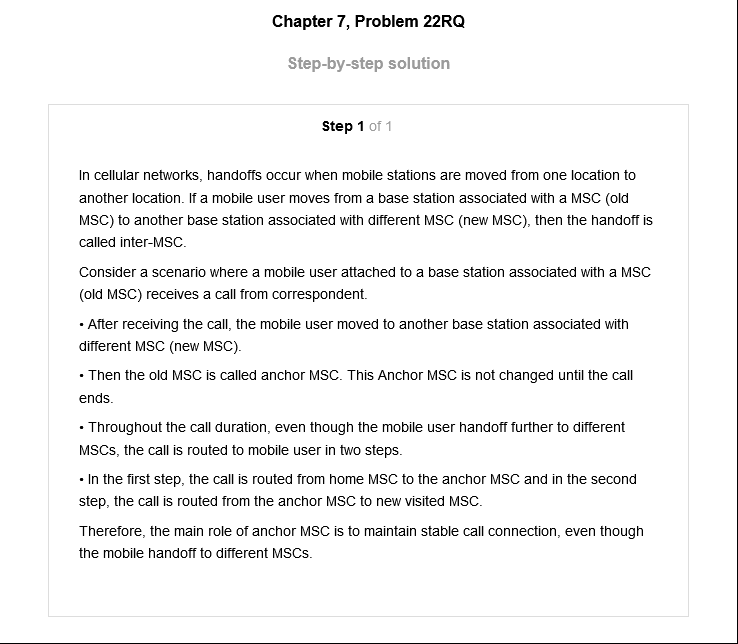 Chapter 7, Problem 22RQ
Step-by-step solution
Step 1 of 1
In cellular networks, handoffs occur when mobile stations are moved from one location to
another location. If a mobile user moves from a base station associated with a MSC (old
MSC) to another base station associated with different MSC (new MSC), then the handoff is
called inter-MSC.
Consider a scenario where a mobile user attached to a base station associated with a MSC
(old MSC) receives a call from correspondent.
• After receiving the call, the mobile user moved to another base station associated with
different MSC (new MSC).
• Then the old MSC is called anchor MSC. This Anchor MSC is not changed until the call
ends.
• Throughout the call duration, even though the mobile user handoff further to different
MSCs, the call is routed to mobile user in two steps.
• In the first step, the call is routed from home MSC to the anchor MSC and in the second
step, the call is routed from the anchor MSC to new visited MSC.
Therefore, the main role of anchor MSC is to maintain stable call connection, even though
the mobile handoff to different MSCs.